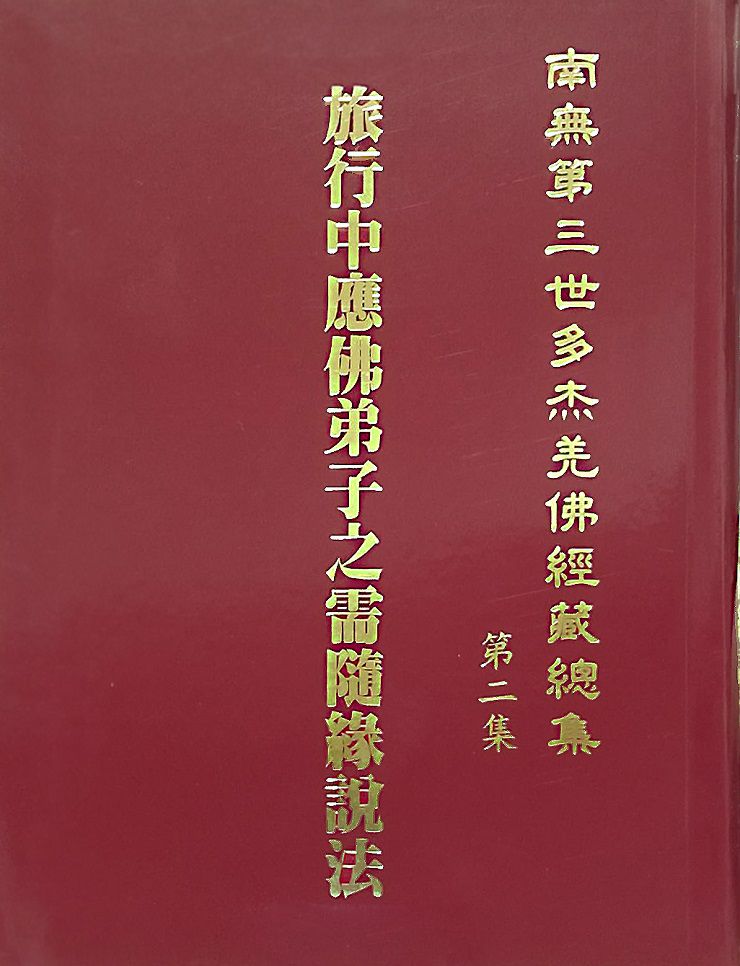 南無第三世多杰羌佛經藏總集
第二集
旅行中應佛弟子之需隨緣說法